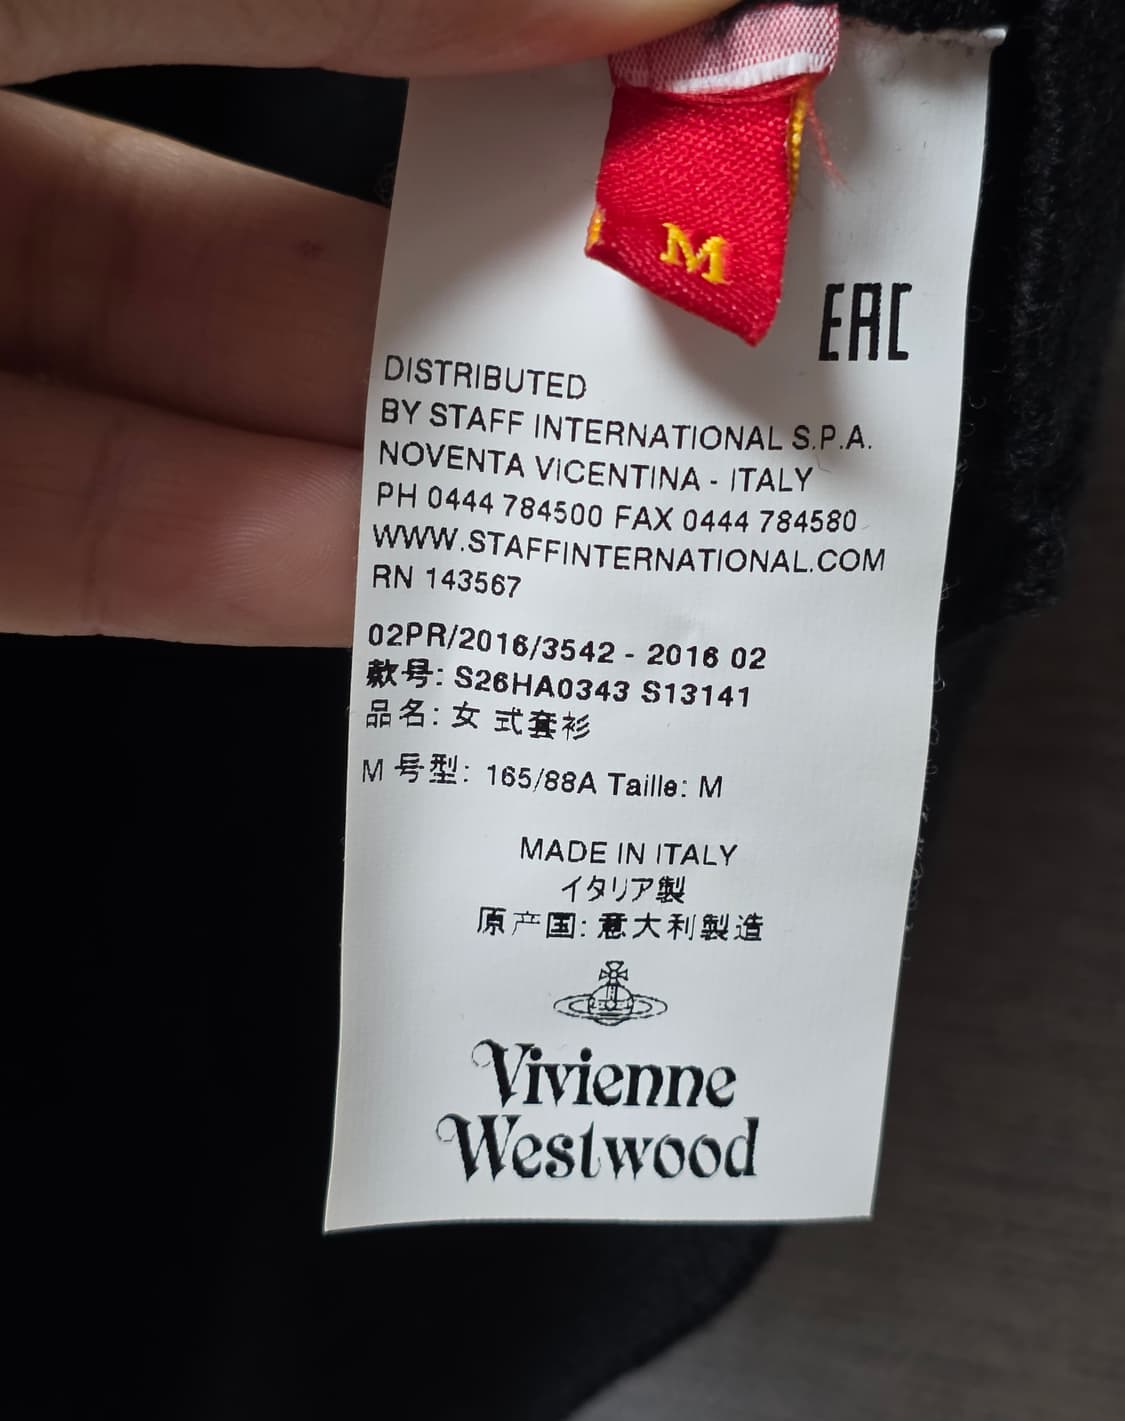 M
EAC
DISTRIBUTED
BY STAFF INTERNATIONAL S.P.A.
NOVENTA VICENTINA - ITALY
PH 0444 784500 FAX 0444 784580
WWW.STAFFINTERNATIONAL.COM
RN 143567
02PR/2016/3542 - 2016 02
款号: S26HA0343 S13141
品名: 女 式套衫
M 号型: 165/88A Taille: M
MADE IN ITALY
イタリア製
原产国: 意大利製造
Vivienne
Westwood